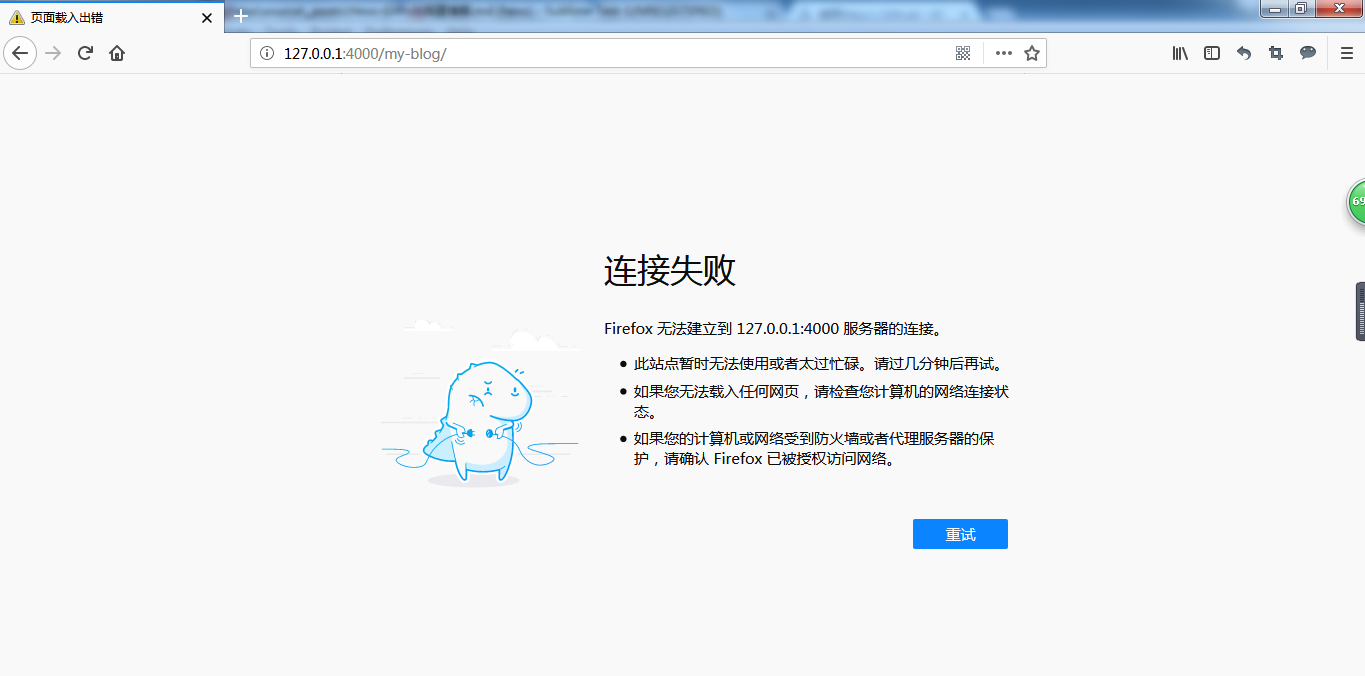 页面载入出错
127.0.0.1:4000/my-blog/
69
连接失败
Firefox 无法建立到 127.0.0.1:4000 服务器的连接。
此站点暂时无法使用或者太过忙碌。请过几分钟后再试。
如果您无法载入任何网页，请检查您计算机的网络连接状
态。
如果您的计算机或网络受到防火墙或者代理服务器的保
护，请确认 Firefox 已被授权访问网络。
重试